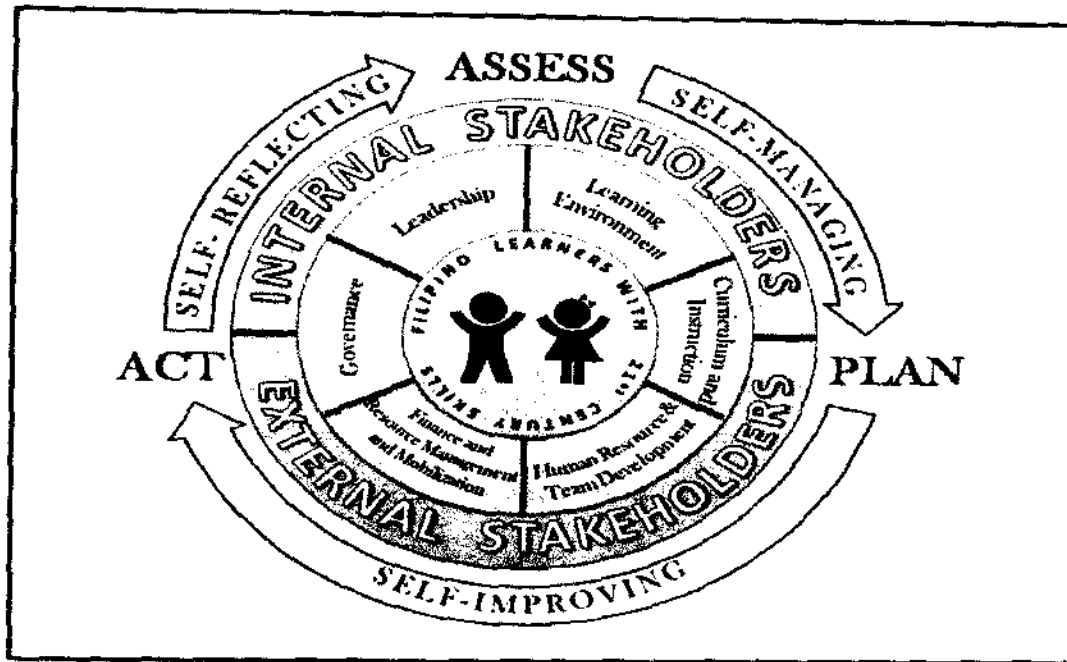 ASSESS
SELF-REFLECTING
SELF-MANAGING
INTERNAL STAKEHOLDERS
Leadership
Learning
Environment
FILIPINO LEARNERS WITH
21st CENTURY SKILLS
Governance
Curriculum and
Instruction
ACT
PLAN
Finance and
Resource Management
and Mobilization
Human Resource &
Team Development
EXTERNAL STAKEHOLDERS
SELF-IMPROVING